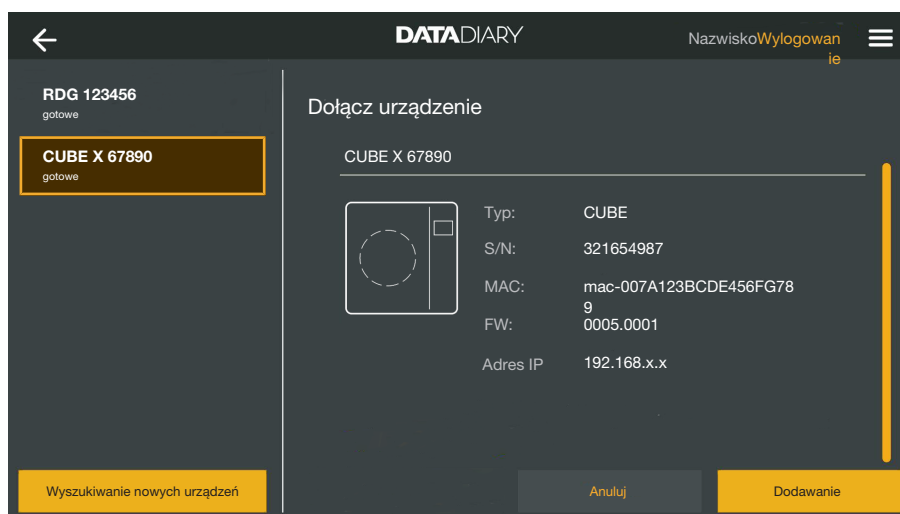 DATADIARY
NazwiskoWylogowan
ie
RDG 123456
gotowe
CUBE X 67890
gotowe
Wyszukiwanie nowych urządzeń
Dołącz urządzenie
CUBE X 67890
Typ: CUBE
S/N: 321654987
MAC: mac-007A123BCDE456FG78
9
FW: 0005.0001
Adres IP 192.168.x.x
Anuluj
Dodawanie